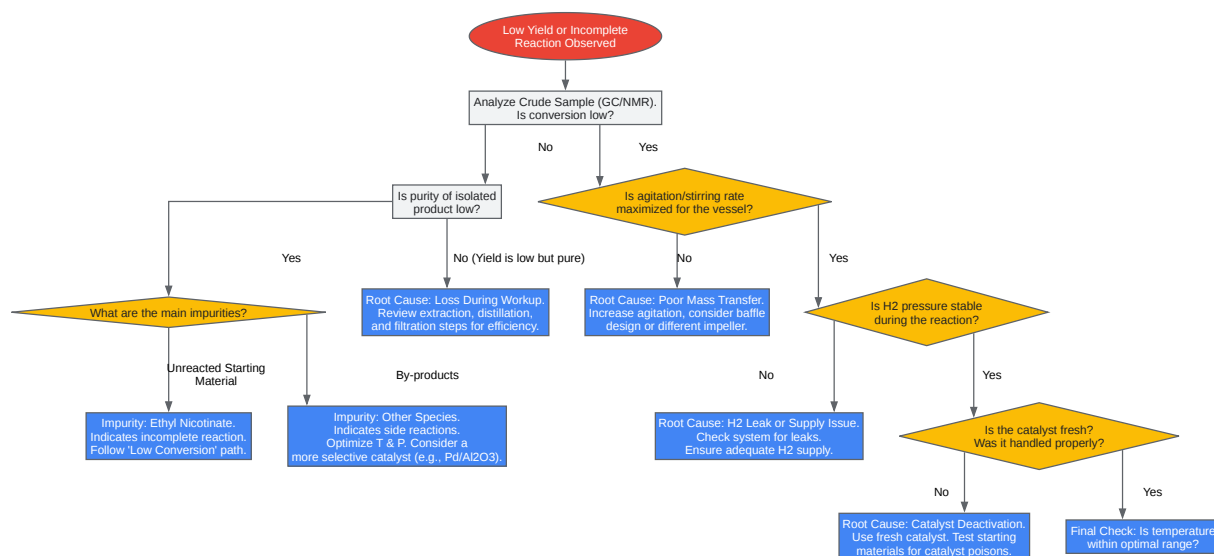 Low Yield or Incomplete
Reaction Observed
Analyze Crude Sample (GC/NMR).
Is conversion low?
No
Yes
Is purity of isolated
product low?
Is agitation/stirring rate
maximized for the vessel?
Yes
No (Yield is low but pure)
No
Yes
What are the main impurities?
Root Cause: Loss During Workup.
Review extraction, distillation,
and filtration steps for efficiency.
Root Cause: Poor Mass Transfer.
Increase agitation, consider baffle
design or different impeller.
Is H2 pressure stable
during the reaction?
Unreacted Starting
Material
By-products
No
Yes
Impurity: Ethyl Nicotinate.
Indicates incomplete reaction.
Follow 'Low Conversion' path.
Impurity: Other Species.
Indicates side reactions.
Optimize T & P. Consider a
more selective catalyst (e.g., Pd/Al2O3).
Root Cause: H2 Leak or Supply Issue.
Check system for leaks.
Ensure adequate H2 supply.
Is the catalyst fresh?
Was it handled properly?
No
Yes
Root Cause: Catalyst Deactivation.
Use fresh catalyst. Test starting
materials for catalyst poisons.
Final Check: Is temperature
within optimal range?